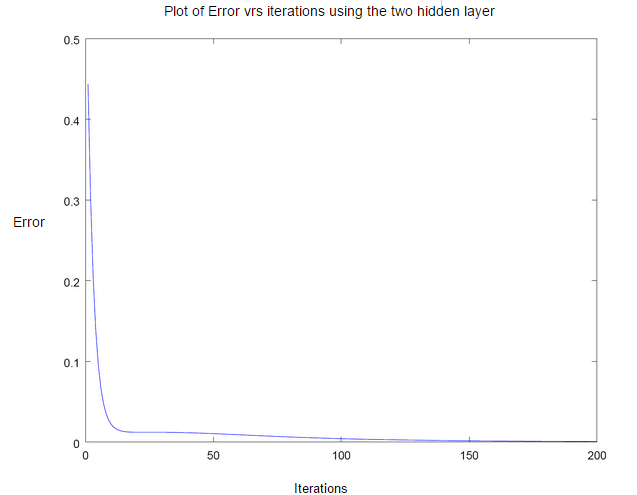 Plot of Error vrs iterations using the two hidden layer
0.5
0.4
0.3
Error
0.2
0.1
0
0 50 100 150 200
Iterations